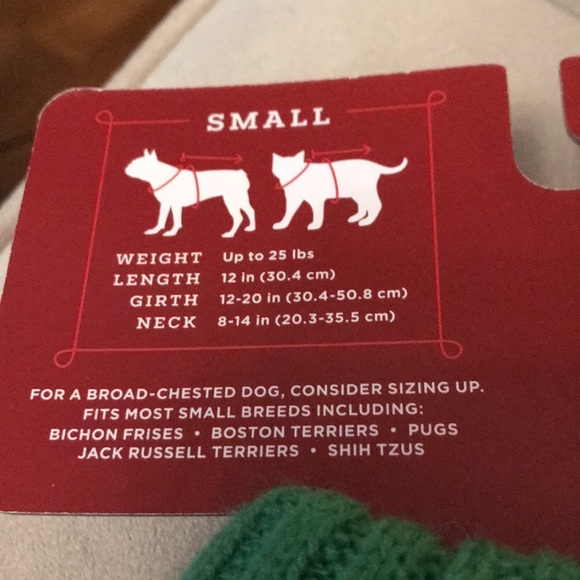 SMALL
WEIGHT Up to 25 lbs
LENGTH 12 in (30.4 cm)
GIRTH 12-20 in (30.4-50.8 cm)
NECK 8-14 in (20.3-35.5 cm)
FOR A BROAD-CHESTED DOG, CONSIDER SIZING UP.
FITS MOST SMALL BREEDS INCLUDING:
BICHON FRISES • BOSTON TERRIERS • PUGS
JACK RUSSELL TERRIERS • SHIH TZUS